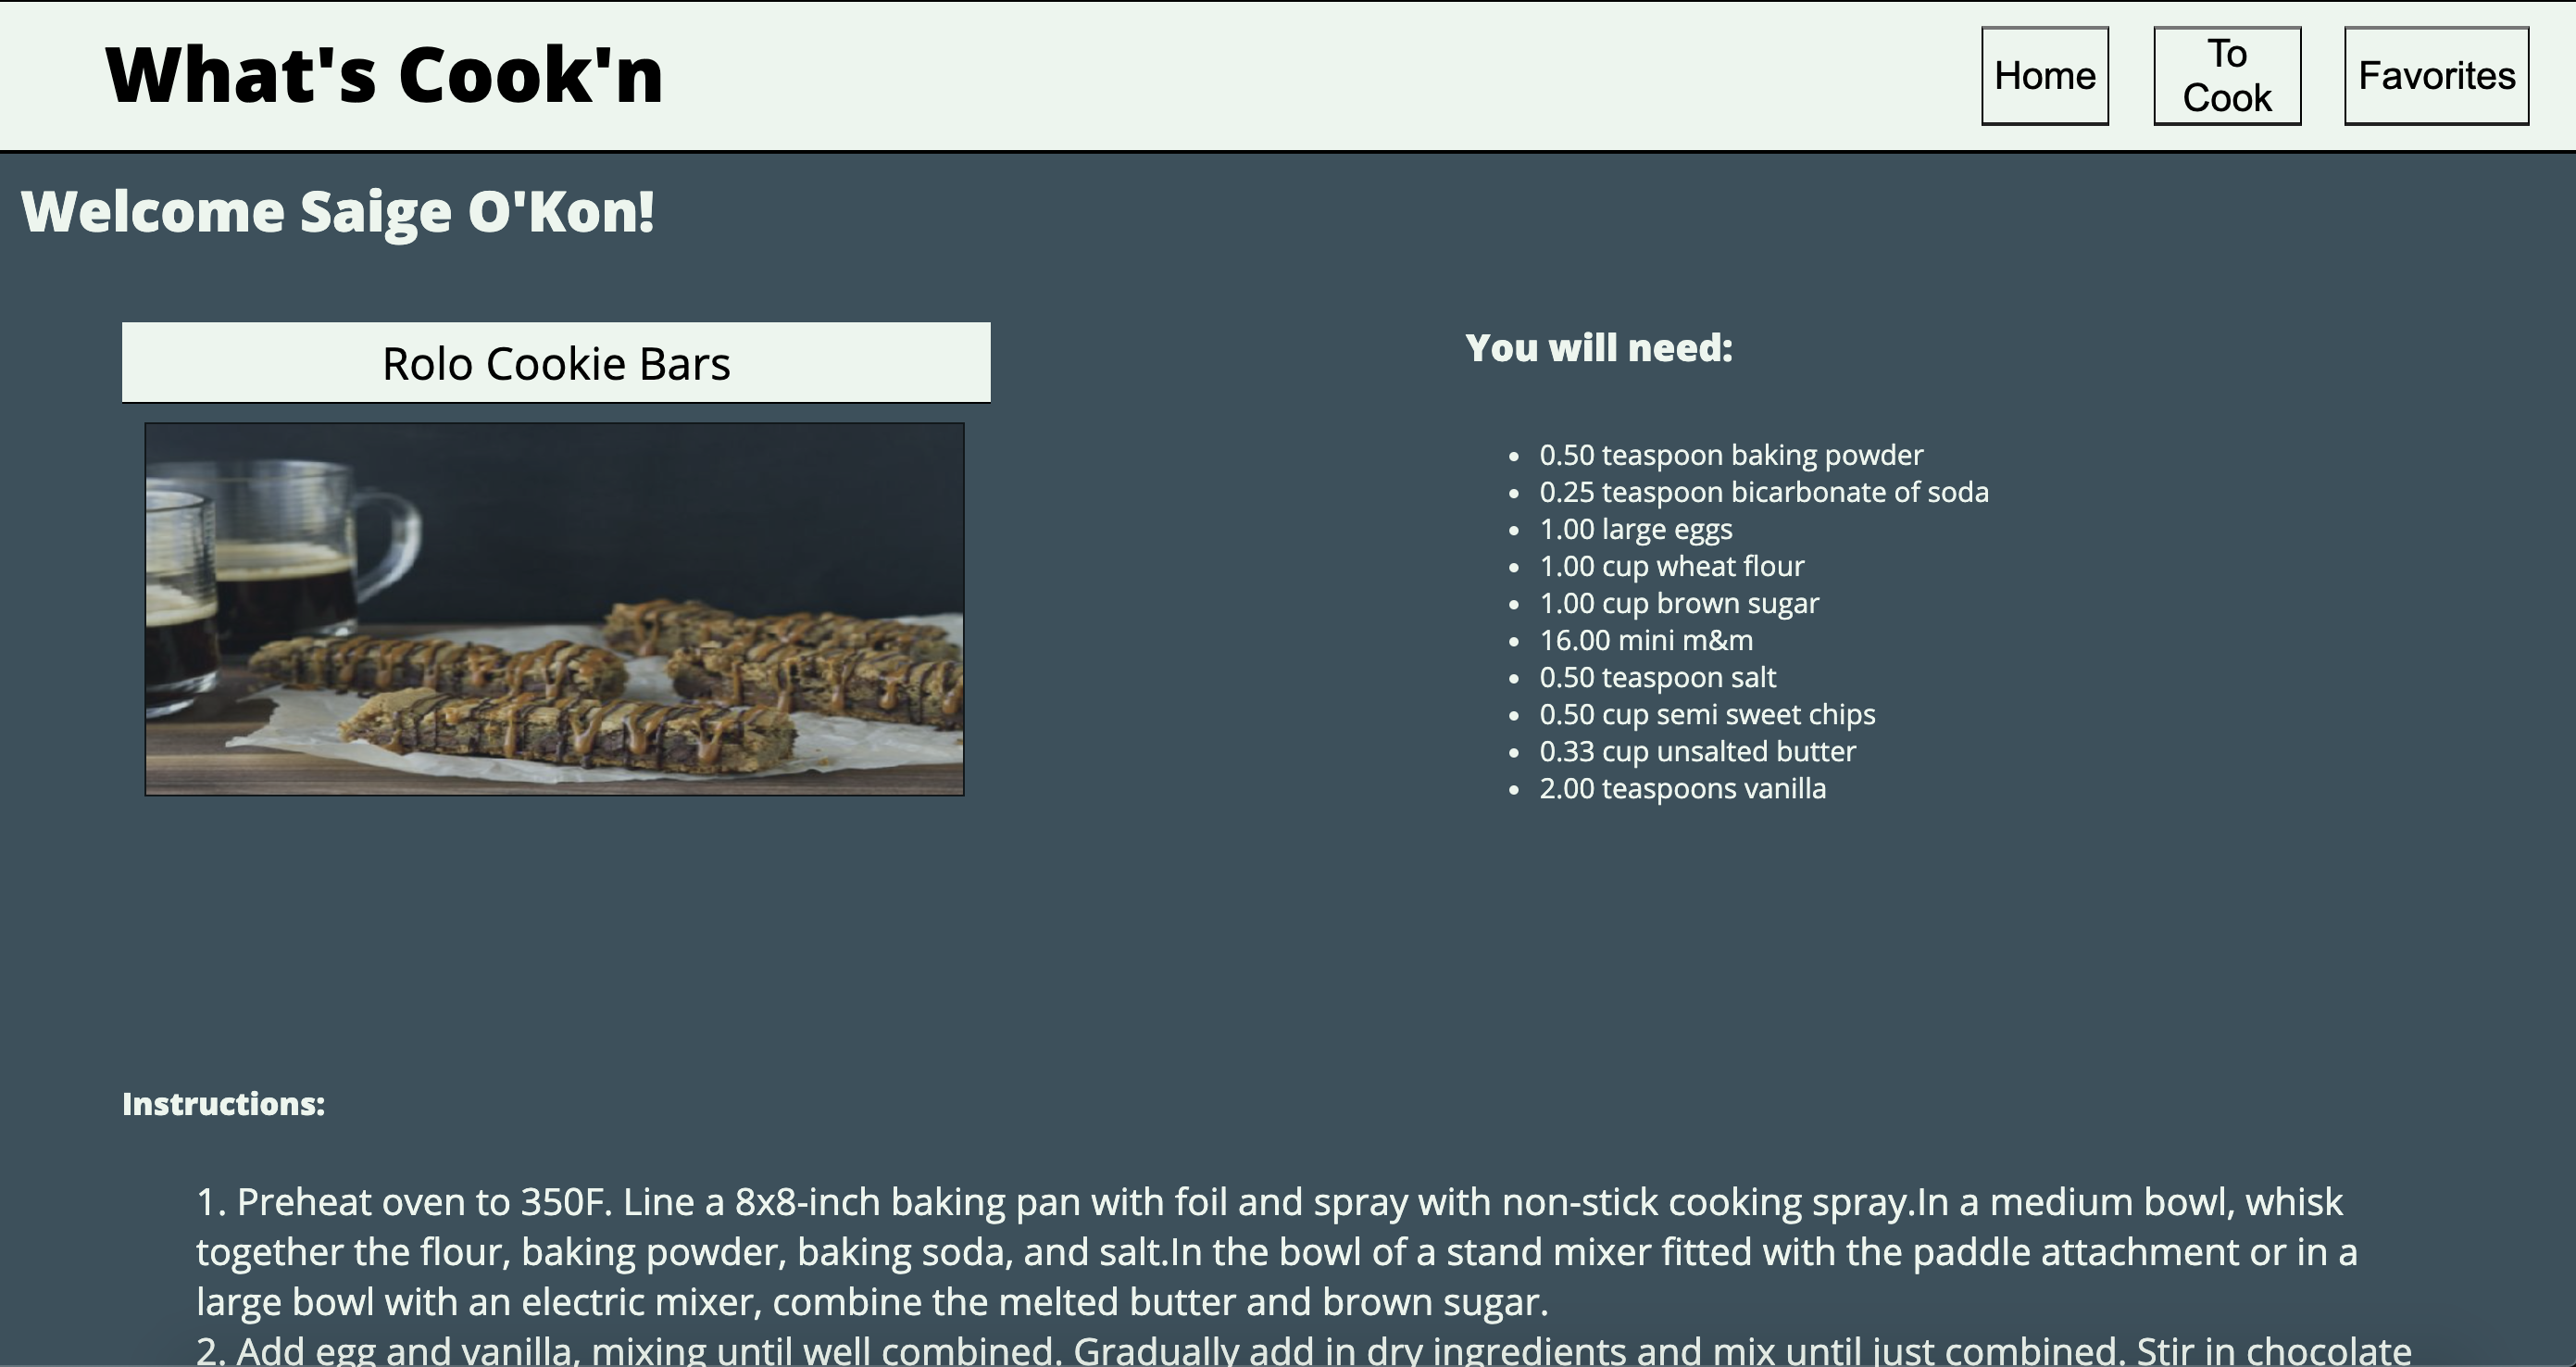 What's Cook'n
Home
To
Cook
Favorites
Welcome Saige O'Kon!
Rolo Cookie Bars
You will need:
• 0.50 teaspoon baking powder
• 0.25 teaspoon bicarbonate of soda
• 1.00 large eggs
• 1.00 cup wheat flour
• 1.00 cup brown sugar
• 16.00 mini m&m
• 0.50 teaspoon salt
• 0.50 cup semi sweet chips
• 0.33 cup unsalted butter
• 2.00 teaspoons vanilla
Instructions:
1. Preheat oven to 350F. Line a 8x8-inch baking pan with foil and spray with non-stick cooking spray.In a medium bowl, whisk
together the flour, baking powder, baking soda, and salt.In the bowl of a stand mixer fitted with the paddle attachment or in a
large bowl with an electric mixer, combine the melted butter and brown sugar.
2. Add egg and vanilla, mixing until well combined. Gradually add in dry ingredients and mix until just combined. Stir in chocolate